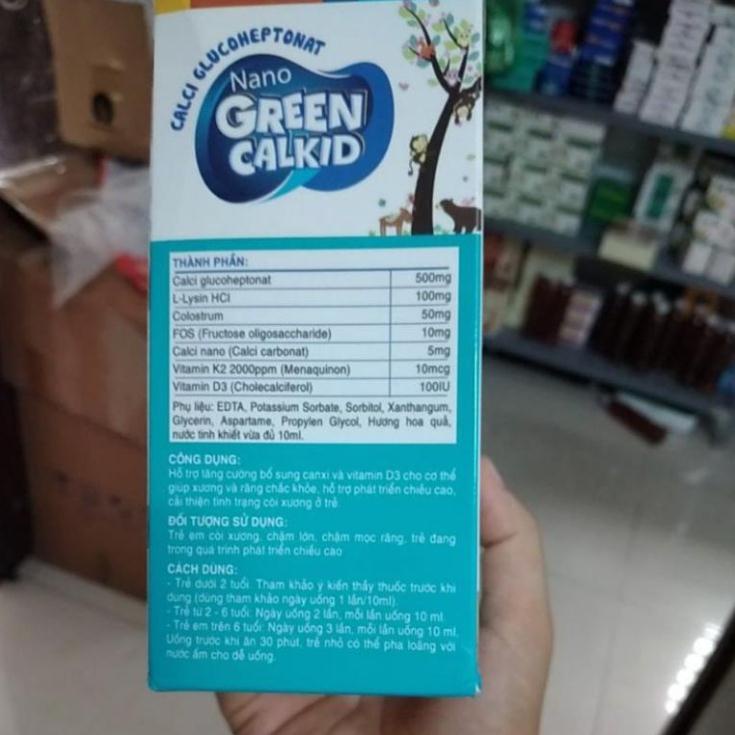 CALCI GLUCOHEPTONAT
Nano
GREEN
CALKID
THÀNH PHẦN:
Calci glucoheptonat 500mg
L-Lysin HCl 100mg
Colostrum 50mg
FOS (Fructose oligosaccharide) 10mg
Calci nano (Calci carbonat) 5mg
Vitamin K2 2000ppm (Menaquinon) 10mcg
Vitamin D3 (Cholecalciferol) 100IU
Phụ liệu: EDTA, Potassium Sorbate, Sorbitol, Xanthangum,
Glycerin, Aspartame, Propylen Glycol, Hương hoa quả,
nước tinh khiết vừa đủ 10ml.
CÔNG DỤNG:
Hỗ trợ tăng cường bổ sung canxi và vitamin D3 cho cơ thể
giúp xương và răng chắc khỏe, hỗ trợ phát triển chiều cao,
cải thiện tình trạng còi xương ở trẻ.
ĐỐI TƯỢNG SỬ DỤNG:
Trẻ em còi xương, chậm lớn, chậm mọc răng, trẻ đang
trong quá trình phát triển chiều cao
CÁCH DÙNG:
- Trẻ dưới 2 tuổi: Tham khảo ý kiến thầy thuốc trước khi
dùng (dùng tham khảo ngày uống 1 lần/10ml).
- Trẻ từ 2 - 6 tuổi: Ngày uống 2 lần, mỗi lần uống 10 ml.
- Trẻ em trên 6 tuổi: Ngày uống 3 lần, mỗi lần uống 10 ml.
Uống trước khi ăn 30 phút, trẻ nhỏ có thể pha loãng với
nước ấm cho dễ uống.